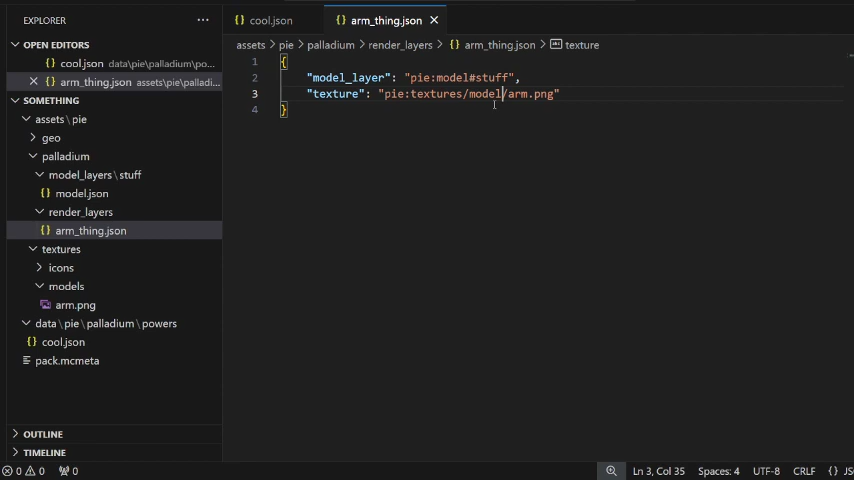 EXPLORER ···
{} cool.json
{} arm_thing.json ×
OPEN EDITORS
{} cool.json data\pie\palladium\po...
× {} arm_thing.json assets\pie\palladi...
SOMETHING
assets\pie
geo
palladium
model_layers\stuff
{} model.json
render_layers
{} arm_thing.json
textures
icons
models
arm.png
data\pie\palladium\powers
{} cool.json
pack.mcmeta
OUTLINE
TIMELINE
assets > pie > palladium > render_layers > {} arm_thing.json > abc texture
1 {
2 "model_layer": "pie:model#stuff",
3 "texture": "pie:textures/model/arm.png"
4 }
0 0 0 Ln 3, Col 35 Spaces: 4 UTF-8 CRLF {} JS